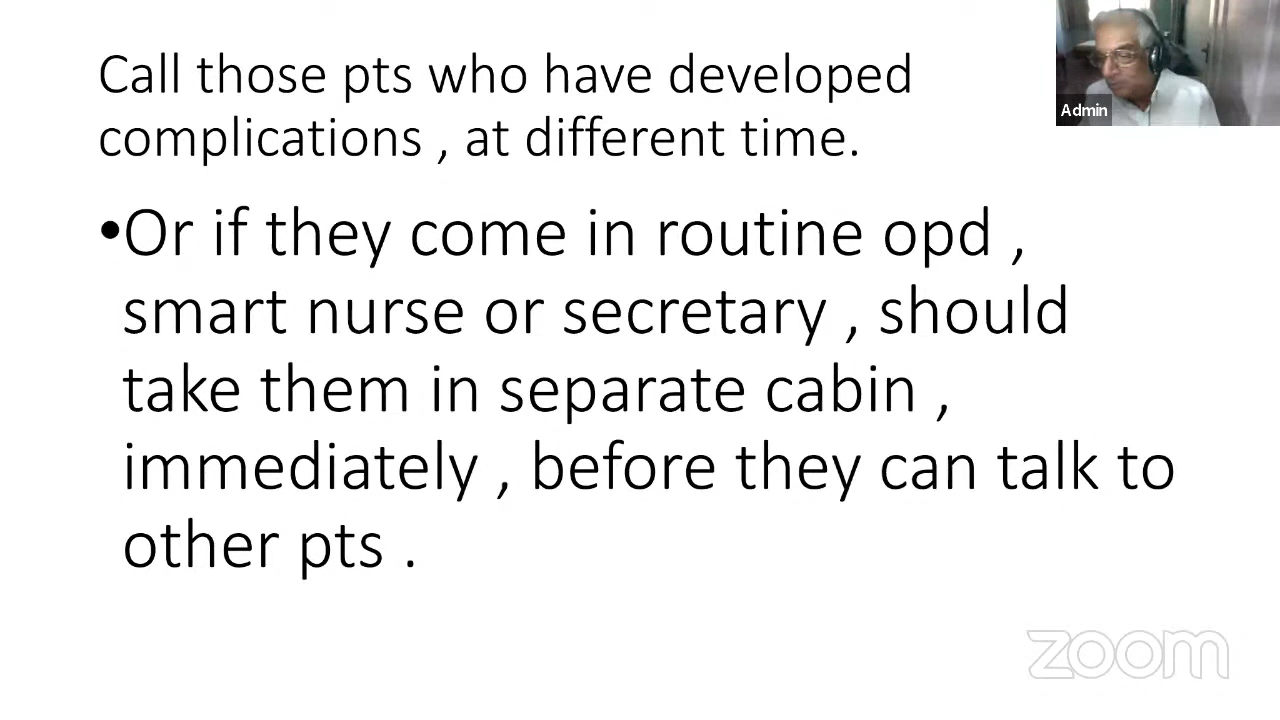 Call those pts who have developed
complications , at different time.
•Or if they come in routine opd ,
smart nurse or secretary , should
take them in separate cabin ,
immediately , before they can talk to
other pts .
Admin
zoom